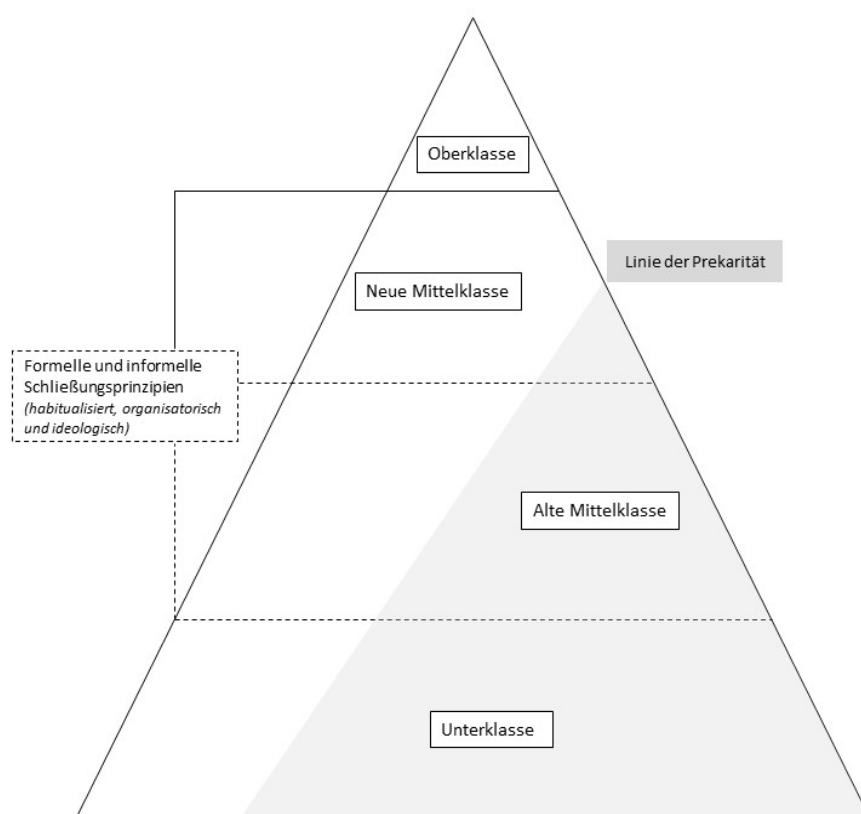 Oberklasse
Linie der Prekarität
Neue Mittelklasse
Formelle und informelle
Schließungsprinzipien
(habitualisiert, organisatorisch
und ideologisch)
Alte Mittelklasse
Unterklasse